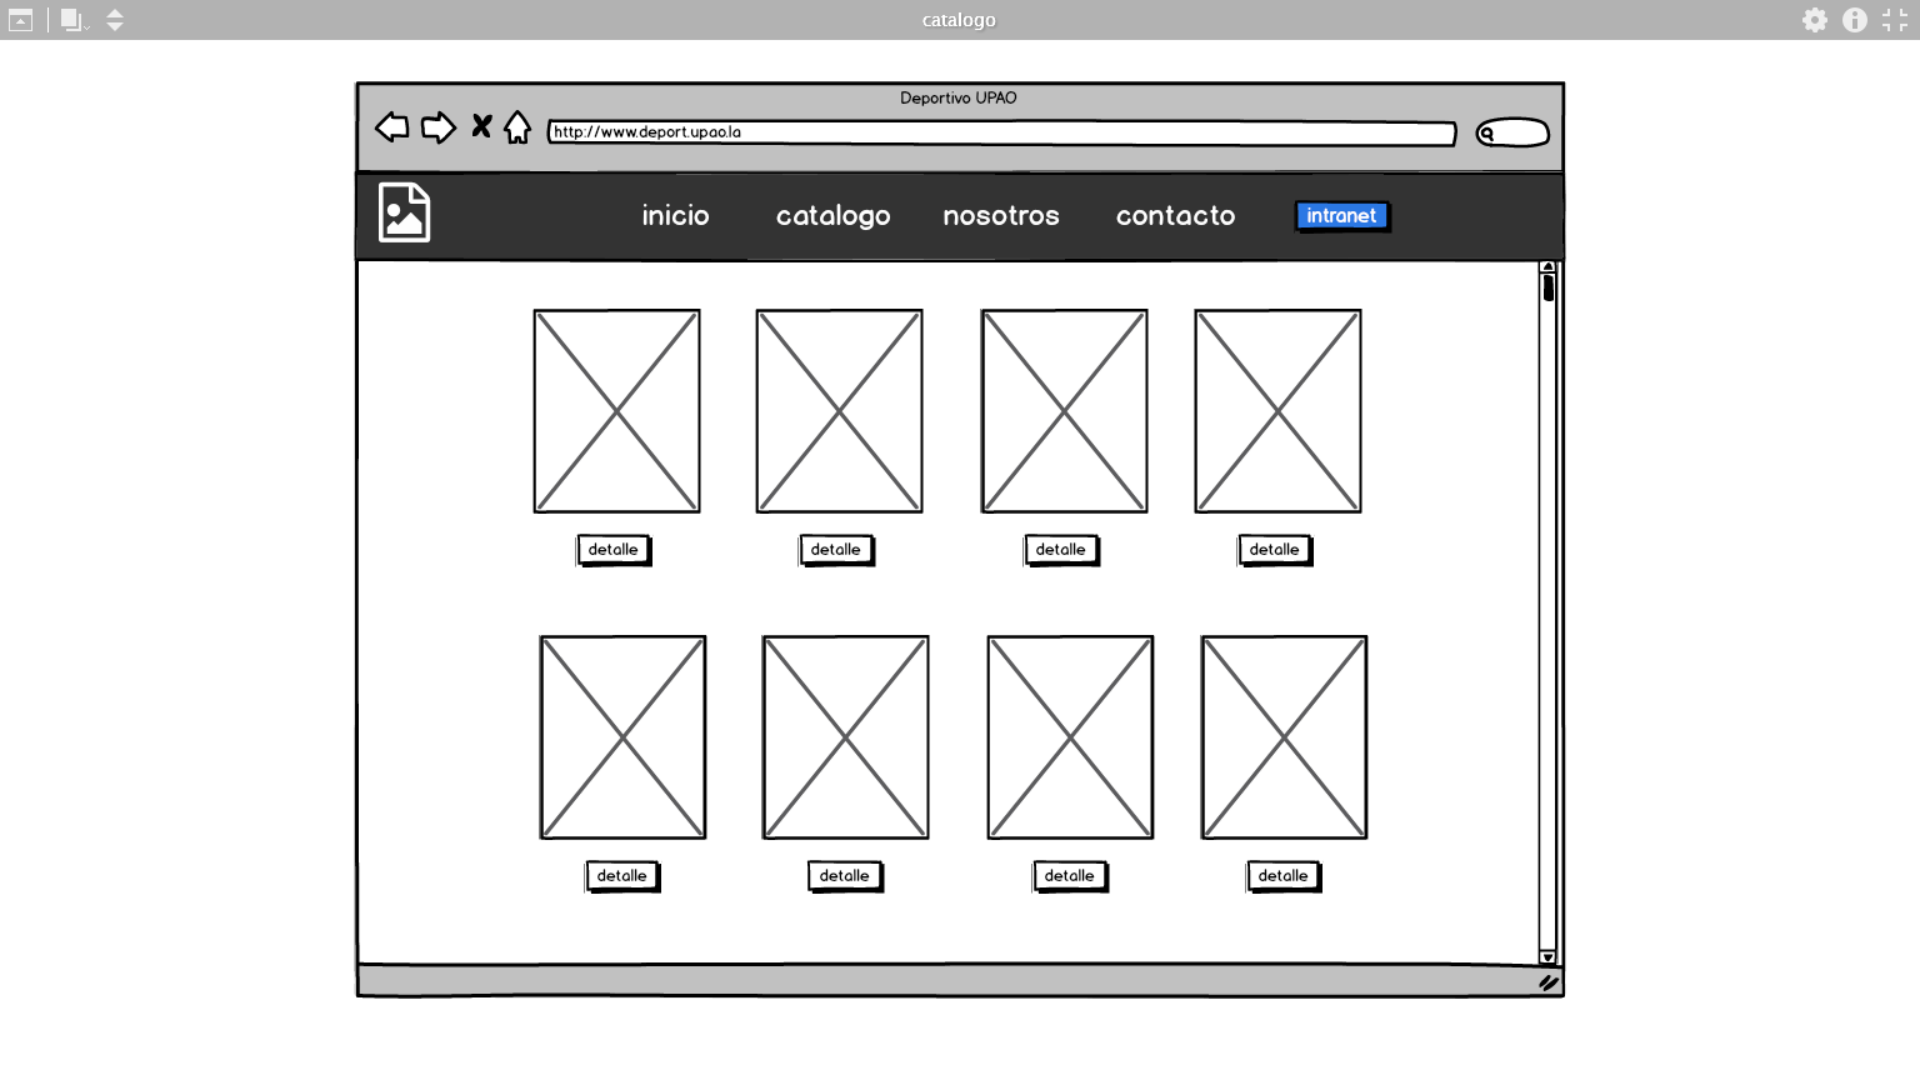 catalogo
Deportivo UPAO
http://www.deport.upao.la
inicio catalogo nosotros contacto intranet
detalle detalle detalle detalle
detalle detalle detalle detalle